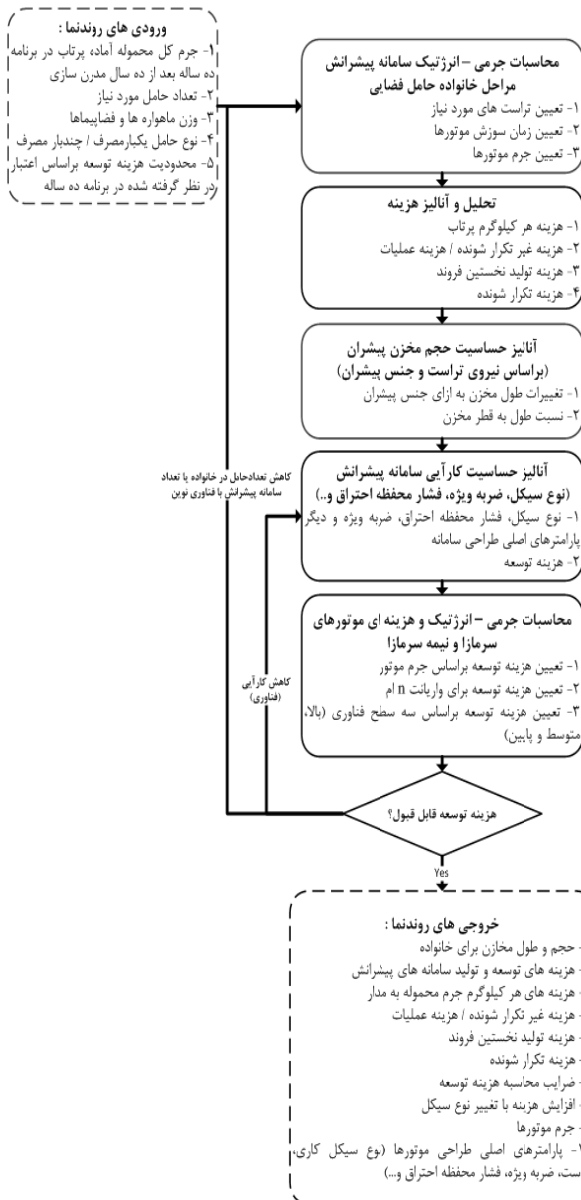 ورودی های روندنما :
۱- جرم کل محموله آماد، پرتاب در برنامه
ده ساله بعد از ده سال مدرن سازی
۲- تعداد حامل مورد نیاز
۳- وزن ماهواره ها و فضاپیماها
۴- نوع حامل یکبارمصرف / چندبار مصرف
۵- محدودیت هزینه توسعه براساس اعتبار
در نظر گرفته شده در برنامه ده ساله
محاسبات جرمی – انرژتیک سامانه پیشرانش
مراحل خانواده حامل فضایی
۱- تعیین تراست های مورد نیاز
۲- تعیین زمان سوزش موتورها
۳- تعیین جرم موتورها
تحلیل و آنالیز هزینه
۱- هزینه هر کیلوگرم پرتاب
۲- هزینه غیر تکرار شونده / هزینه عملیات
۳- هزینه تولید نخستین فروند
۴- هزینه تکرار شونده
آنالیز حساسیت حجم مخزن پیشران
(براساس نیروی تراست و جنس پیشران)
۱- تغییرات طول مخزن به ازای جنس پیشران
۲- نسبت طول به قطر مخزن
آنالیز حساسیت کارآیی سامانه پیشرانش
(نوع سیکل، ضربه ویژه، فشار محفظه احتراق و..)
۱- نوع سیکل، فشار محفظه احتراق، ضربه ویژه و دیگر
پارامترهای اصلی طراحی سامانه
۲- هزینه توسعه
کاهش تعدادحامل در خانواده یا تعداد
سامانه پیشرانش با فناوری نوین
محاسبات جرمی – انرژتیک و هزینه ای موتورهای
سرمازا و نیمه سرمازا
۱- تعیین هزینه توسعه براساس جرم موتور
۲- تعیین هزینه توسعه برای واریانت n ام
۳- تعیین هزینه توسعه براساس سه سطح فناوری (بالا،
متوسط و پایین)
کاهش کارآیی
(فناوری)
هزینه توسعه قابل قبول؟
Yes
خروجی های روندنما :
- حجم و طول مخازن برای خانواده
- هزینه های توسعه و تولید سامانه های پیشرانش
- هزینه های هر کیلوگرم جرم محموله به مدار
- هزینه غیر تکرار شونده / هزینه عملیات
- هزینه تولید نخستین فروند
- هزینه تکرار شونده
- ضرایب محاسبه هزینه توسعه
- افزایش هزینه با تغییر نوع سیکل
- جرم موتورها
- پارامترهای اصلی طراحی موتورها (نوع سیکل کاری،
ضربه ویژه، فشار محفظه احتراق و...)